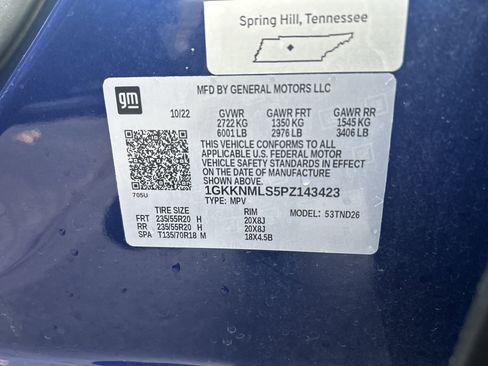 Spring Hill, Tennessee
gm
MFD BY GENERAL MOTORS LLC
10/22 GVWR GAWR FRT GAWR RR
2722 KG 1350 KG 1545 KG
6001 LB 2976 LB 3406 LB
THIS VEHICLE CONFORMS TO ALL
APPLICABLE U.S. FEDERAL MOTOR
VEHICLE SAFETY STANDARDS IN EFFECT
ON THE DATE OF MANUFACTURE
SHOWN ABOVE.
1GKKNMLS5PZ143423
705U TYPE: MPV
TIRE SIZE RIM MODEL: 53TND26
FRT 235/55R20 H 20X8J
RR 235/55R20 H 20X8J
SPA T135/70R18 M 18X4.5B